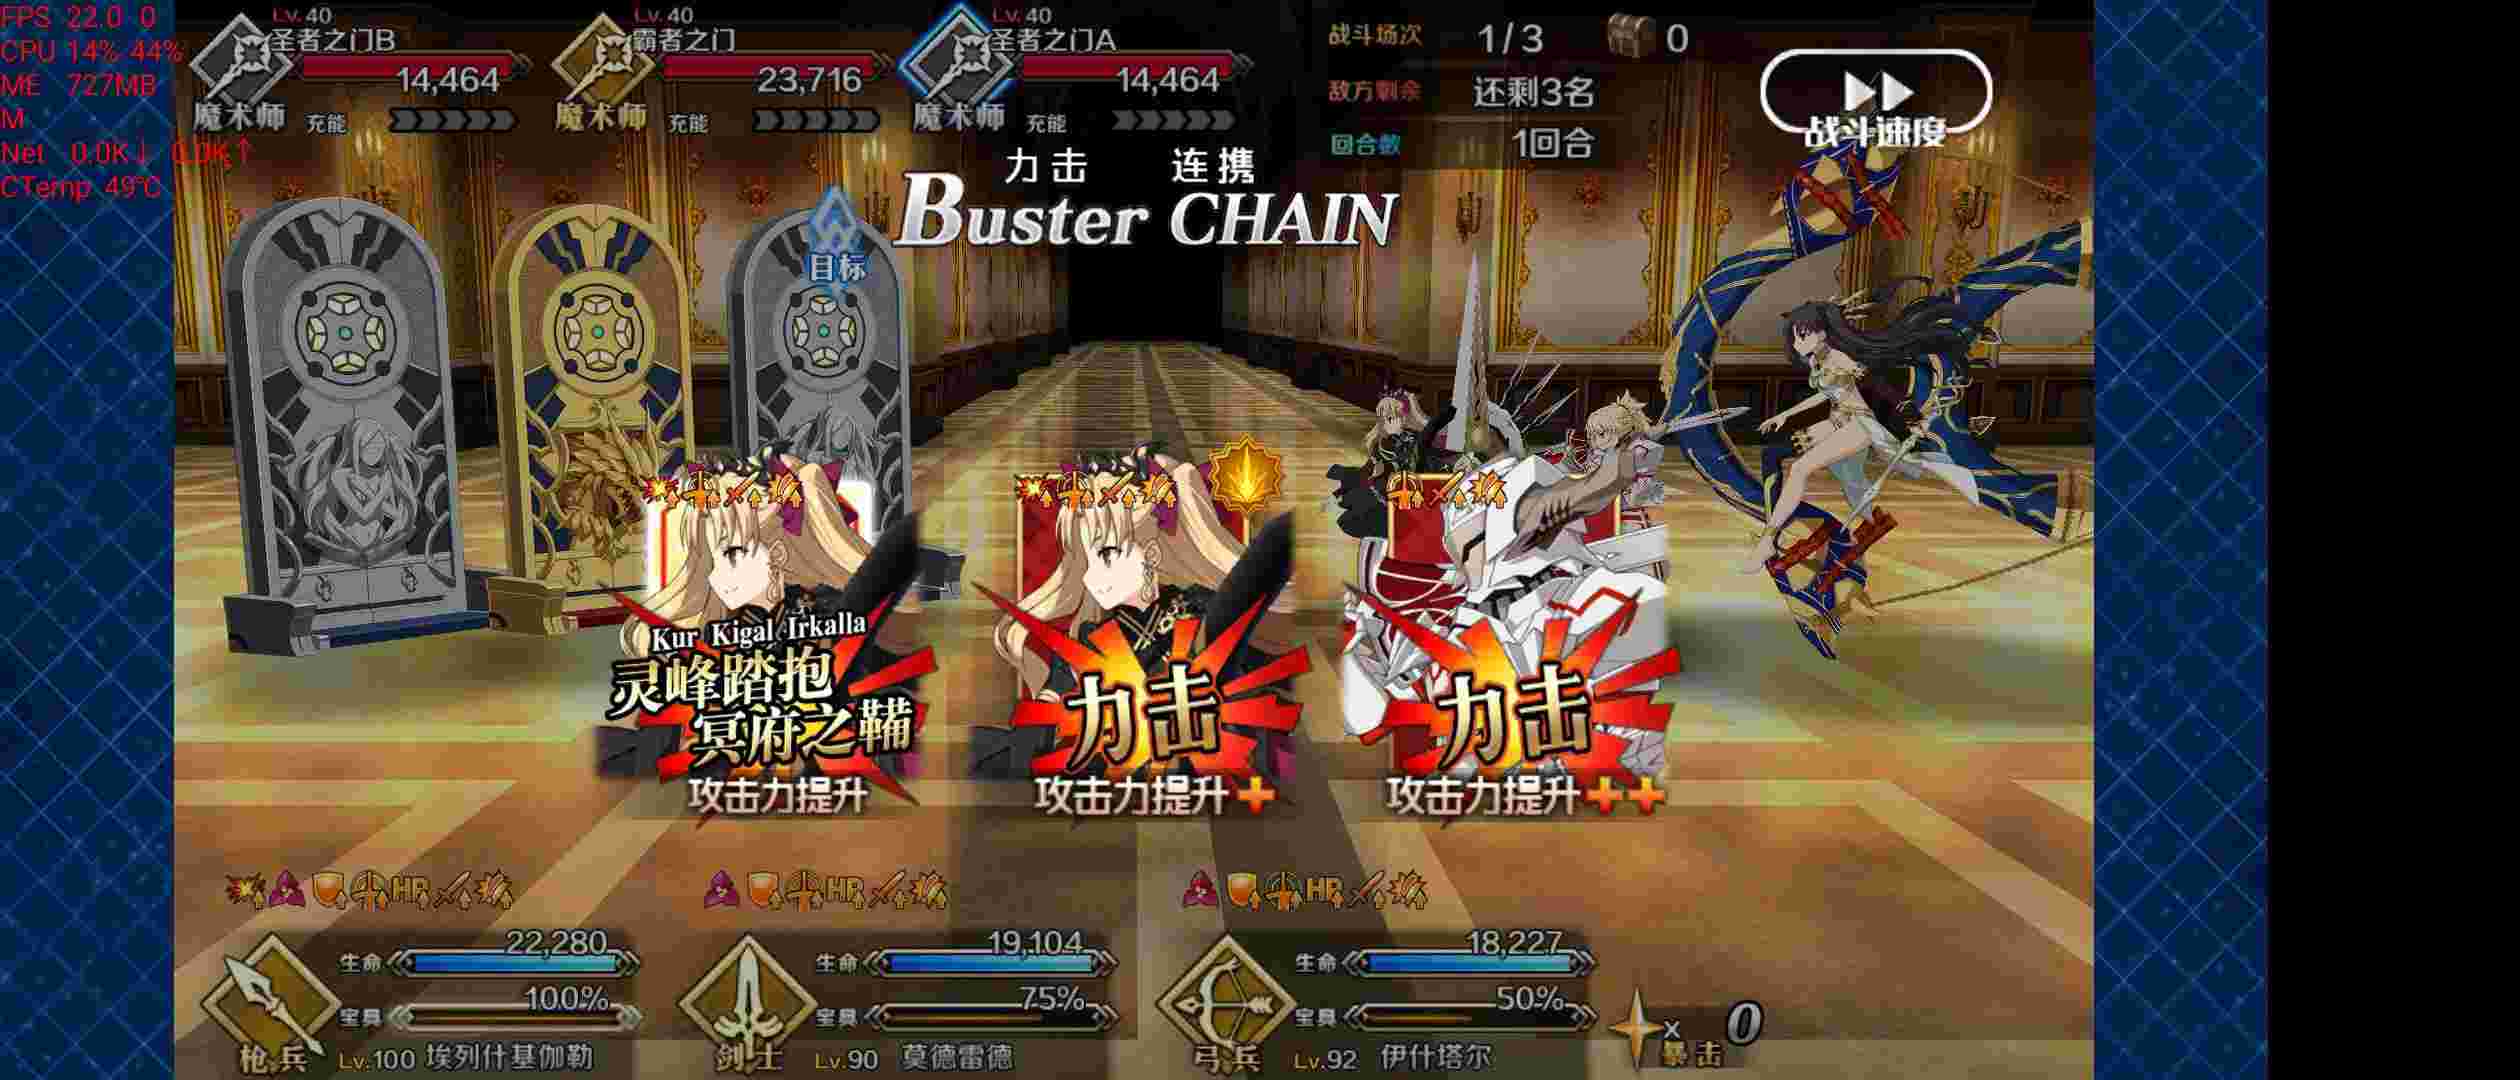 FPS 22.0 0
CPU 14% 44%
ME 727MB
M
Net 0.0K↓ 0.0K↑
CTemp 49℃
Lv.40
圣者之门B
14,464
魔术师 充能
Lv.40
霸者之门
23,716
魔术师 充能
Lv.40
圣者之门A
14,464
魔术师 充能
战斗场次 1/3 0
敌方剩余 还剩3名
回合数 1回合
战斗速度
目标
力击 连携
Buster CHAIN
Kur Kigal Irkalla
灵峰踏抱
冥府之鞴
攻击力提升
力击
攻击力提升++
力击
攻击力提升++
HP
HP
HP
生命 22,280
宝具 100%
枪兵 Lv.100 埃列什基伽勒
生命 19,104
宝具 75%
剑士 Lv.90 莫德雷德
生命 18,227
宝具 50%
弓兵 Lv.92 伊什塔尔
x 0
暴击